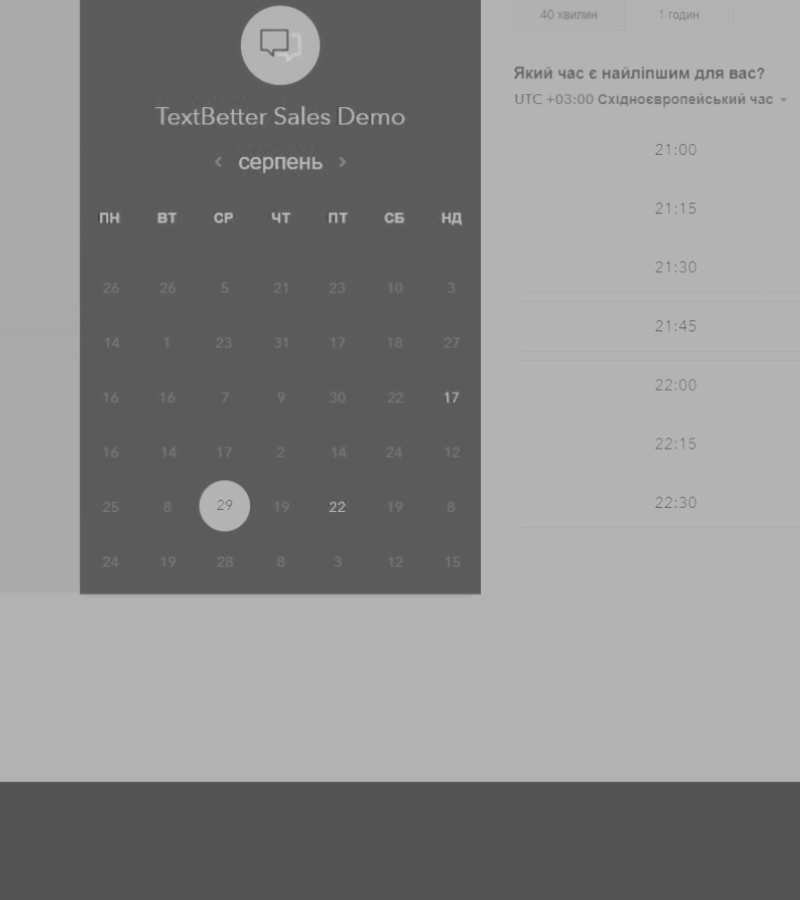 TextBetter Sales Demo
серпень
ПН ВТ СР ЧТ ПТ СБ НД
26 26 5 21 23 10 3
14 1 23 31 17 18 27
16 16 7 9 30 22 17
16 14 17 2 14 24 12
25 8 29 19 22 19 8
24 19 28 8 3 12 15
40 хвилин 1 годин
Який час є найліпшим для вас?
UTC +03:00 Східноєвропейський час
21:00
21:15
21:30
21:45
22:00
22:15
22:30